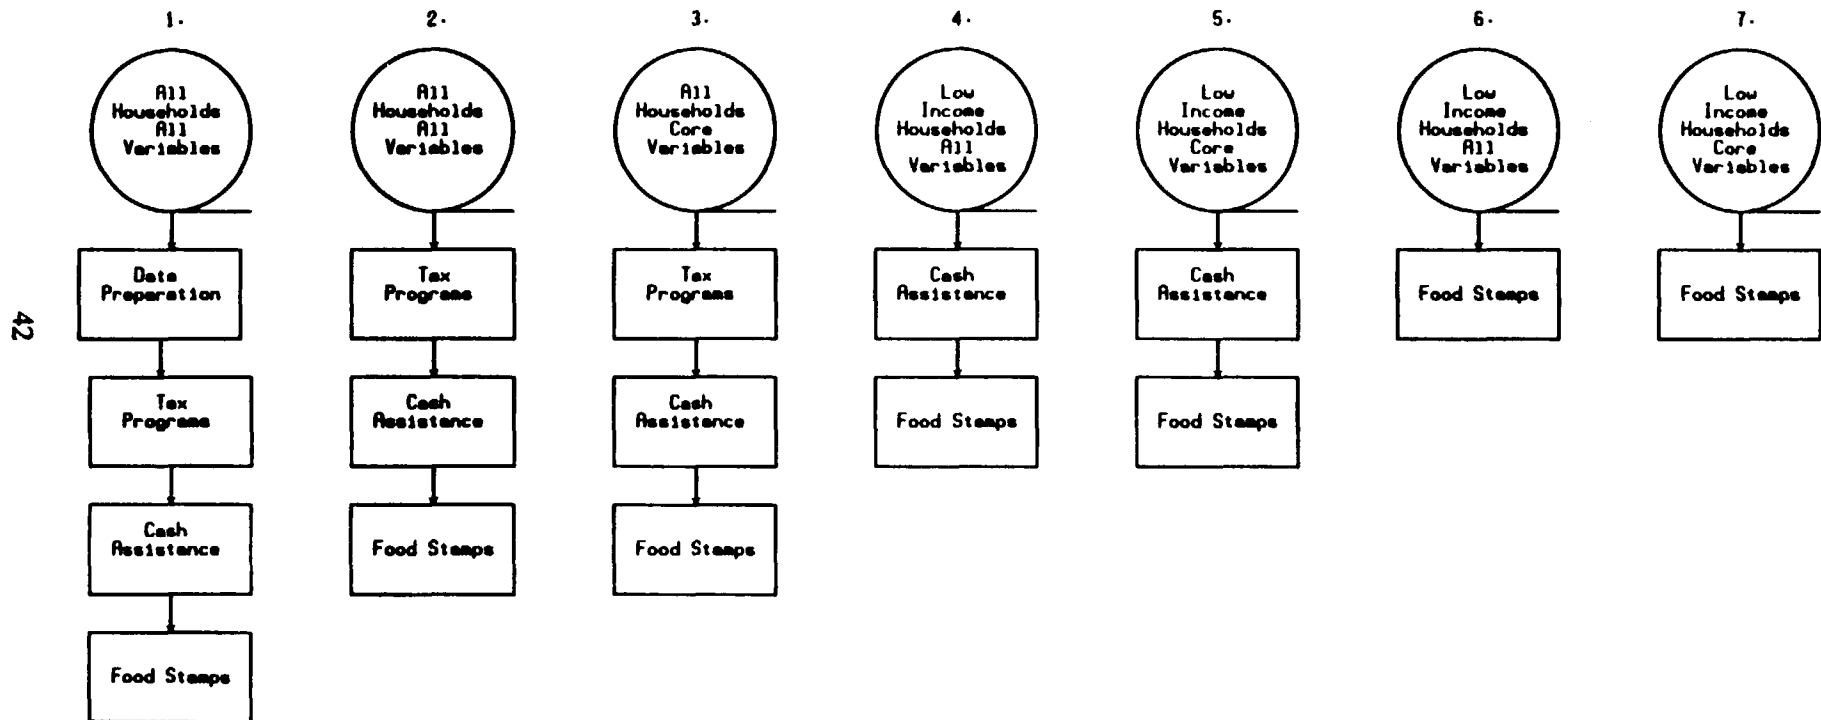 1.
2.
3.
4.
5.
6.
7.
All
Households
All
Variables
All
Households
All
Variables
All
Households
Core
Variables
Low
Income
Households
All
Variables
Low
Income
Households
Core
Variables
Low
Income
Households
All
Variables
Low
Income
Households
Core
Variables
Data
Preparation
Tax
Programs
Tax
Programs
Cash
Assistance
Cash
Assistance
Food Stamps
Food Stamps
42
Tax
Programs
Cash
Assistance
Cash
Assistance
Food Stamps
Food Stamps
Cash
Assistance
Food Stamps
Food Stamps
Food Stamps